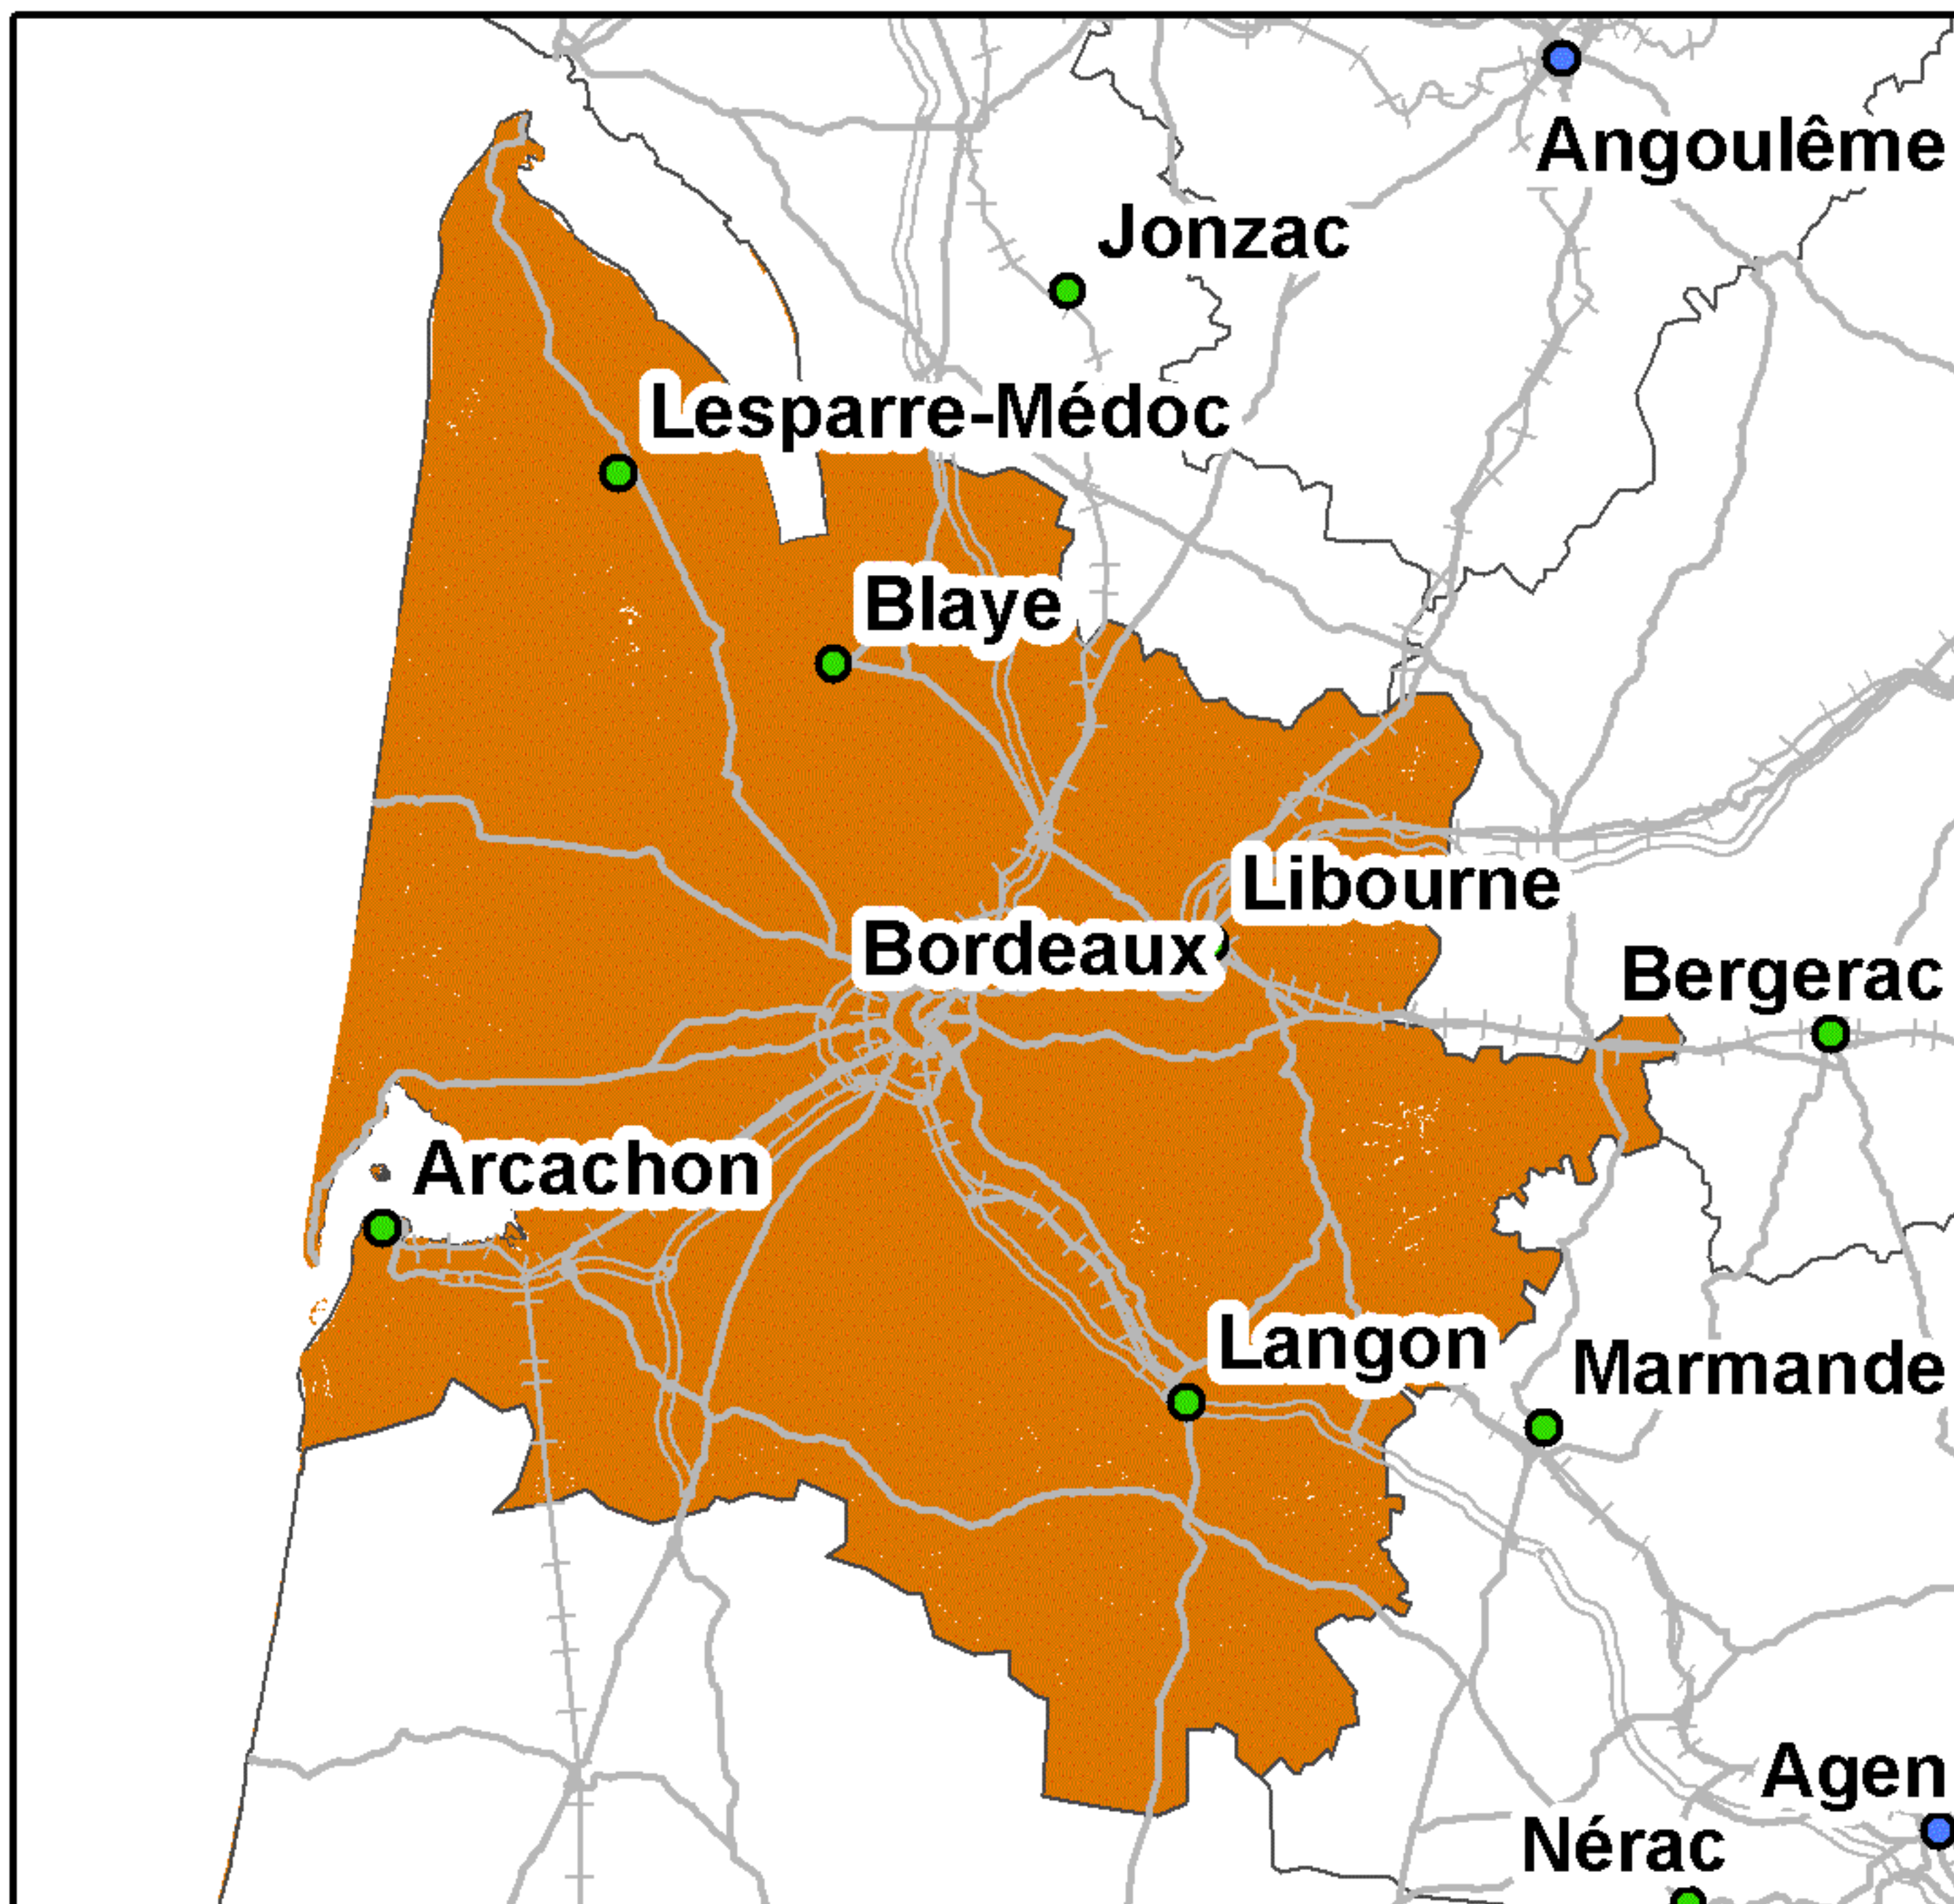 Angoulême
Jonzac
Lesparre-Médoc
Blaye
Libourne
Bordeaux
Bergerac
Arcachon
Langon
Marmande
Agen
Nérac